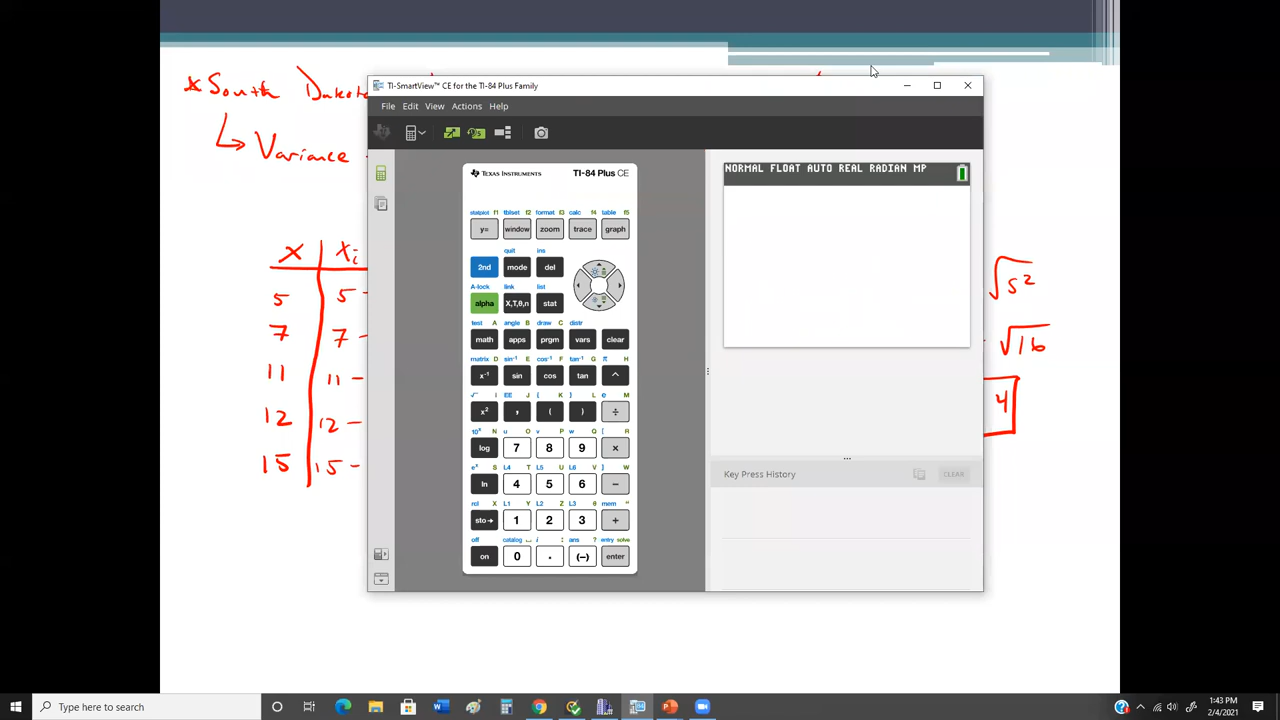 * South Dakota
↳ Variance
TI-SmartView™ CE for the TI-84 Plus Family
File Edit View Actions Help
TEXAS INSTRUMENTS TI-84 Plus CE
statplot f1 tblset f2 format f3 calc f4 table f5
y= window zoom trace graph
quit ins
2nd mode del
A-lock link list
alpha X,T,θ,n stat
test A angle B draw C distr
math apps prgm vars clear
matrix D sin⁻¹ E cos⁻¹ F tan⁻¹ G π H
x⁻¹ sin cos tan ^
√ I EE J { K } L e M
x² , ( ) ÷
10ˣ N u O v P w Q [ R
log 7 8 9 ×
eˣ S L4 T L5 U L6 V ] W
ln 4 5 6 −
rcl X L1 Y L2 Z L3 θ mem "
sto→ 1 2 3 +
off catalog i : ans ? entry solve
on 0 . (−) enter
NORMAL FLOAT AUTO REAL RADIAN MP
Key Press History CLEAR
X Xi
5 5 -
7 7 -
11 11 -
12 12 -
15 15 -
√s²
√16
4
Type here to search
1:43 PM
2/4/2021